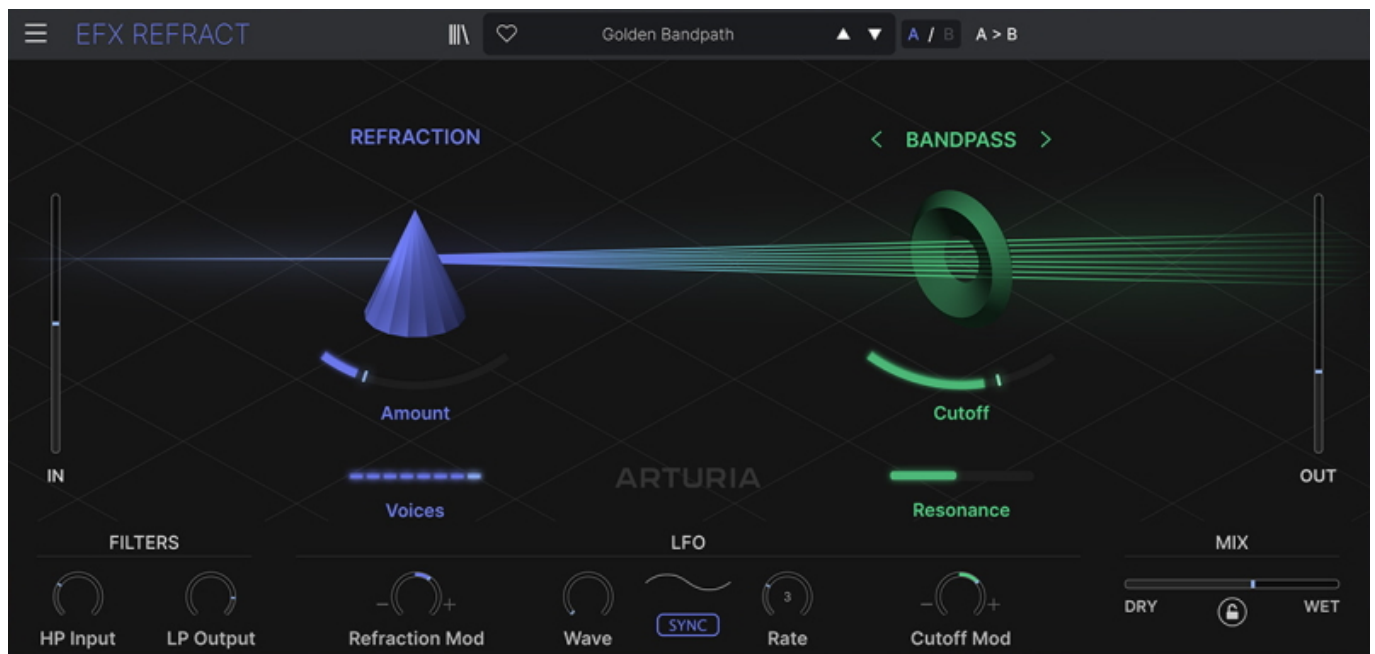 EFX REFRACT
Golden Bandpath
A / B
A > B
REFRACTION
< BANDPASS >
Amount
Cutoff
IN
ARTURIA
OUT
Voices
Resonance
FILTERS
LFO
MIX
3
- +
- +
DRY
WET
SYNC
HP Input
LP Output
Refraction Mod
Wave
Rate
Cutoff Mod